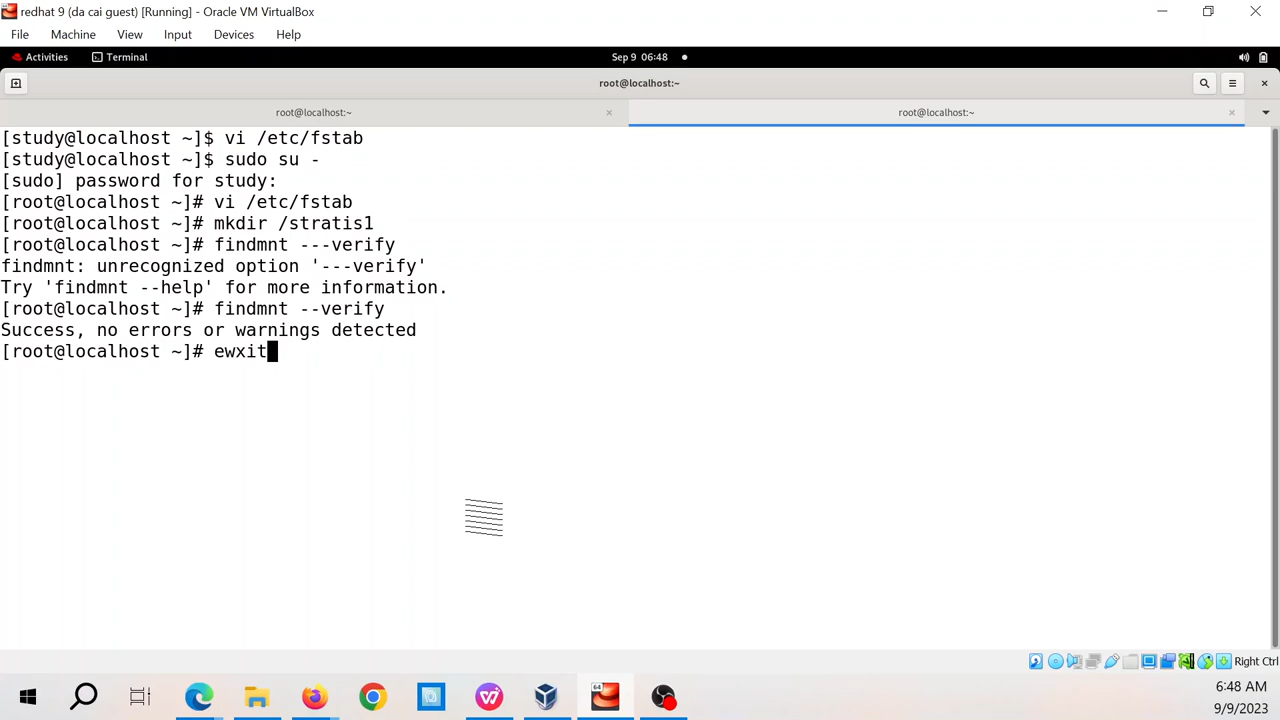 redhat 9 (da cai guest) [Running] - Oracle VM VirtualBox
File Machine View Input Devices Help
Activities Terminal Sep 9 06:48
root@localhost:~
root@localhost:~ root@localhost:~
[study@localhost ~]$ vi /etc/fstab
[study@localhost ~]$ sudo su -
[sudo] password for study:
[root@localhost ~]# vi /etc/fstab
[root@localhost ~]# mkdir /stratis1
[root@localhost ~]# findmnt ---verify
findmnt: unrecognized option '---verify'
Try 'findmnt --help' for more information.
[root@localhost ~]# findmnt --verify
Success, no errors or warnings detected
[root@localhost ~]# ewxit
Right Ctrl
64
6:48 AM
9/9/2023